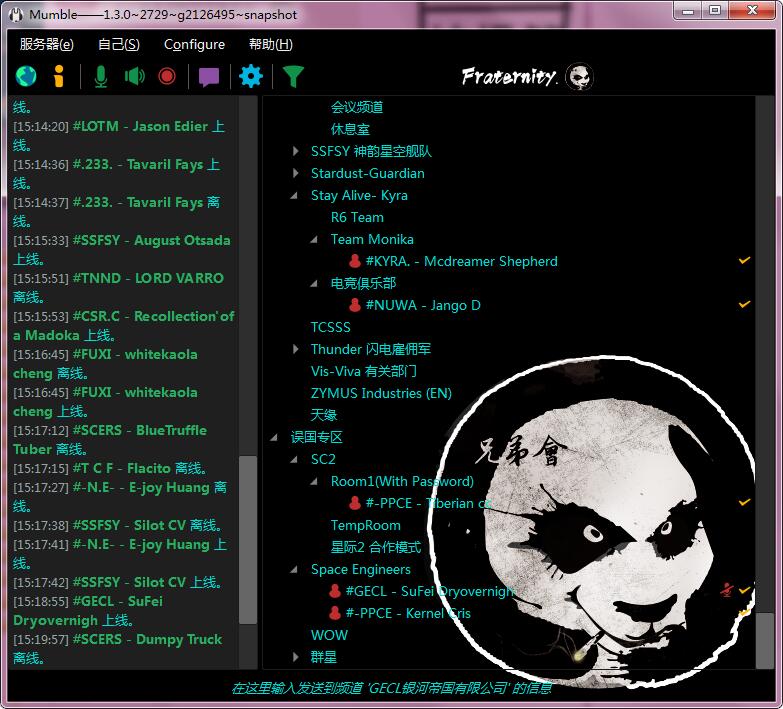 Mumble——1.3.0~2729~g2126495~snapshot
服务器(e) 自己(S) Configure 帮助(H)
Fraternity.
线。
[15:14:20] #LOTM - Jason Edier 上
线。
[15:14:36] #.233. - Tavaril Fays 上
线。
[15:14:37] #.233. - Tavaril Fays 离
线。
[15:15:33] #SSFSY - August Otsada
上线。
[15:15:51] #TNND - LORD VARRO
离线。
[15:15:53] #CSR.C - Recollection'of
a Madoka 上线。
[15:16:45] #FUXI - whitekaola
cheng 离线。
[15:16:45] #FUXI - whitekaola
cheng 上线。
[15:17:12] #SCERS - BlueTruffle
Tuber 离线。
[15:17:15] #T C F - Flacito 离线。
[15:17:27] #-N.E- - E-joy Huang 离
线。
[15:17:38] #SSFSY - Silot CV 离线。
[15:17:41] #-N.E- - E-joy Huang 上
线。
[15:17:42] #SSFSY - Silot CV 上线。
[15:18:55] #GECL - SuFei
Dryovernigh 上线。
[15:19:57] #SCERS - Dumpy Truck
离线。
会议频道
休息室
SSFSY 神韵星空舰队
Stardust-Guardian
Stay Alive- Kyra
R6 Team
Team Monika
#KYRA. - Mcdreamer Shepherd
电竞俱乐部
#NUWA - Jango D
TCSSS
Thunder 闪电雇佣军
Vis-Viva 有关部门
ZYMUS Industries (EN)
天缘
误国专区
SC2
Room1(With Password)
#-PPCE - Tiberian cc
TempRoom
星际2 合作模式
Space Engineers
#GECL - SuFei Dryovernigh
#-PPCE - Kernel Cris
WOW
群星
兄弟會
在这里输入发送到频道 'GECL银河帝国有限公司' 的信息